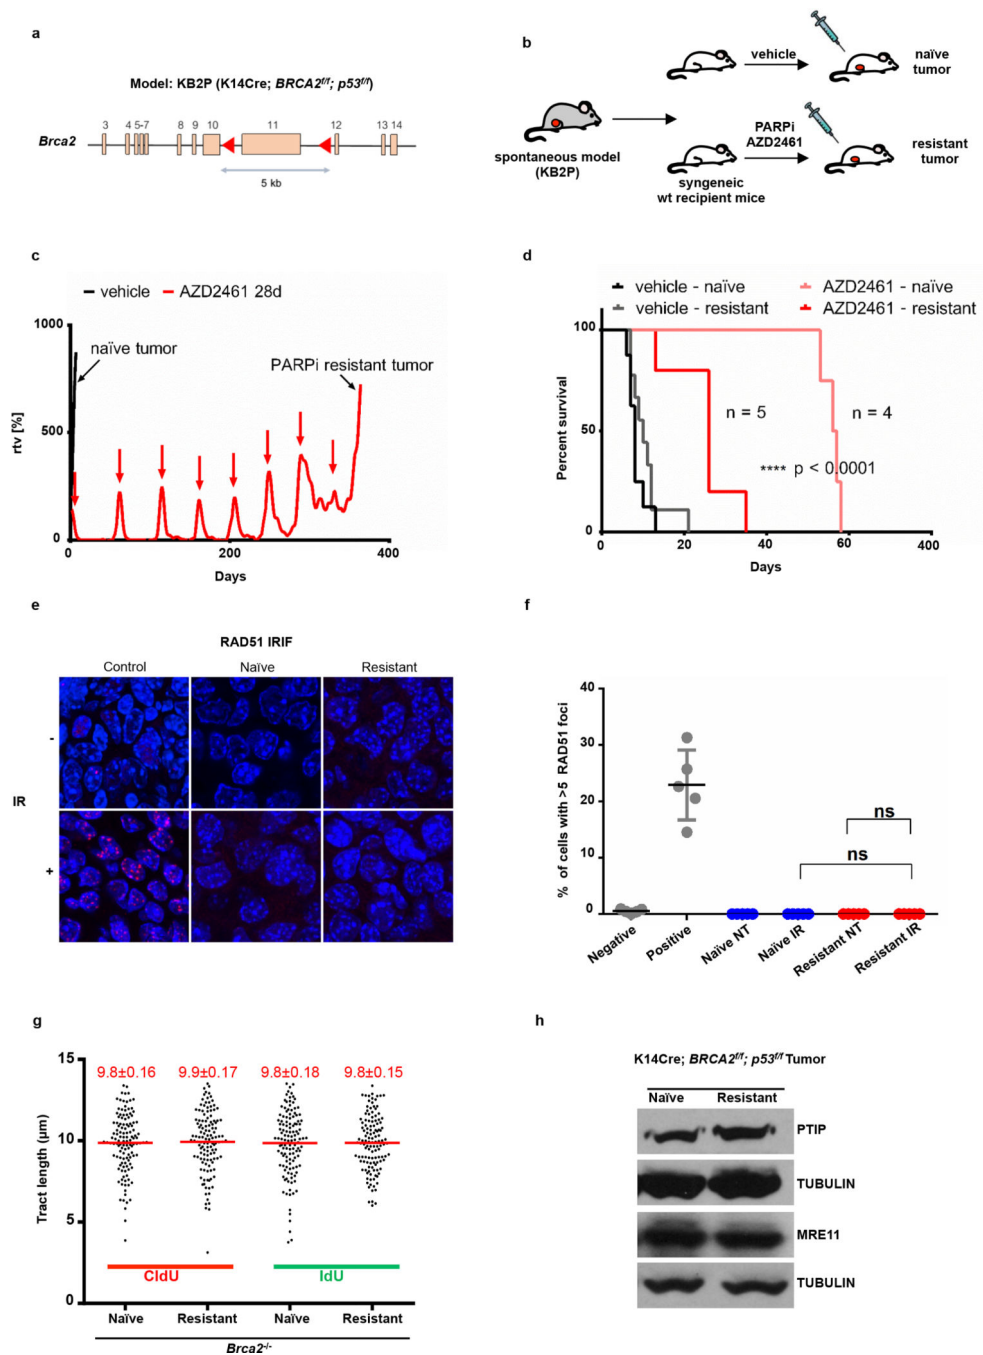 a
Model: KB2P (K14Cre; BRCA2f/f; p53f/f)
3 4 5-7 8 9 10 11 12 13 14
Brca2
5 kb
b
vehicle
naïve
tumor
spontaneous model
(KB2P)
PARPi
AZD2461
syngeneic
wt recipient mice
resistant
tumor
c
vehicle AZD2461 28d
1000
500
0
rtv [%]
naïve tumor
PARPi resistant tumor
0 200 400
Days
d
vehicle - naïve AZD2461 - naïve
vehicle - resistant AZD2461 - resistant
100
50
0
Percent survival
n = 5 n = 4
**** p < 0.0001
0 20 40 60 400
Days
e
RAD51 IRIF
Control Naïve Resistant
-
IR
+
f
40
30
20
10
0
% of cells with >5 RAD51 foci
ns
ns
Negative Positive Naïve NT Naïve IR Resistant NT Resistant IR
g
15
10
5
0
Tract length (µm)
9.8±0.16 9.9±0.17 9.8±0.18 9.8±0.15
CldU IdU
Naïve Resistant Naïve Resistant
Brca2-/-
h
K14Cre; BRCA2f/f; p53f/f Tumor
Naïve Resistant
PTIP
TUBULIN
MRE11
TUBULIN